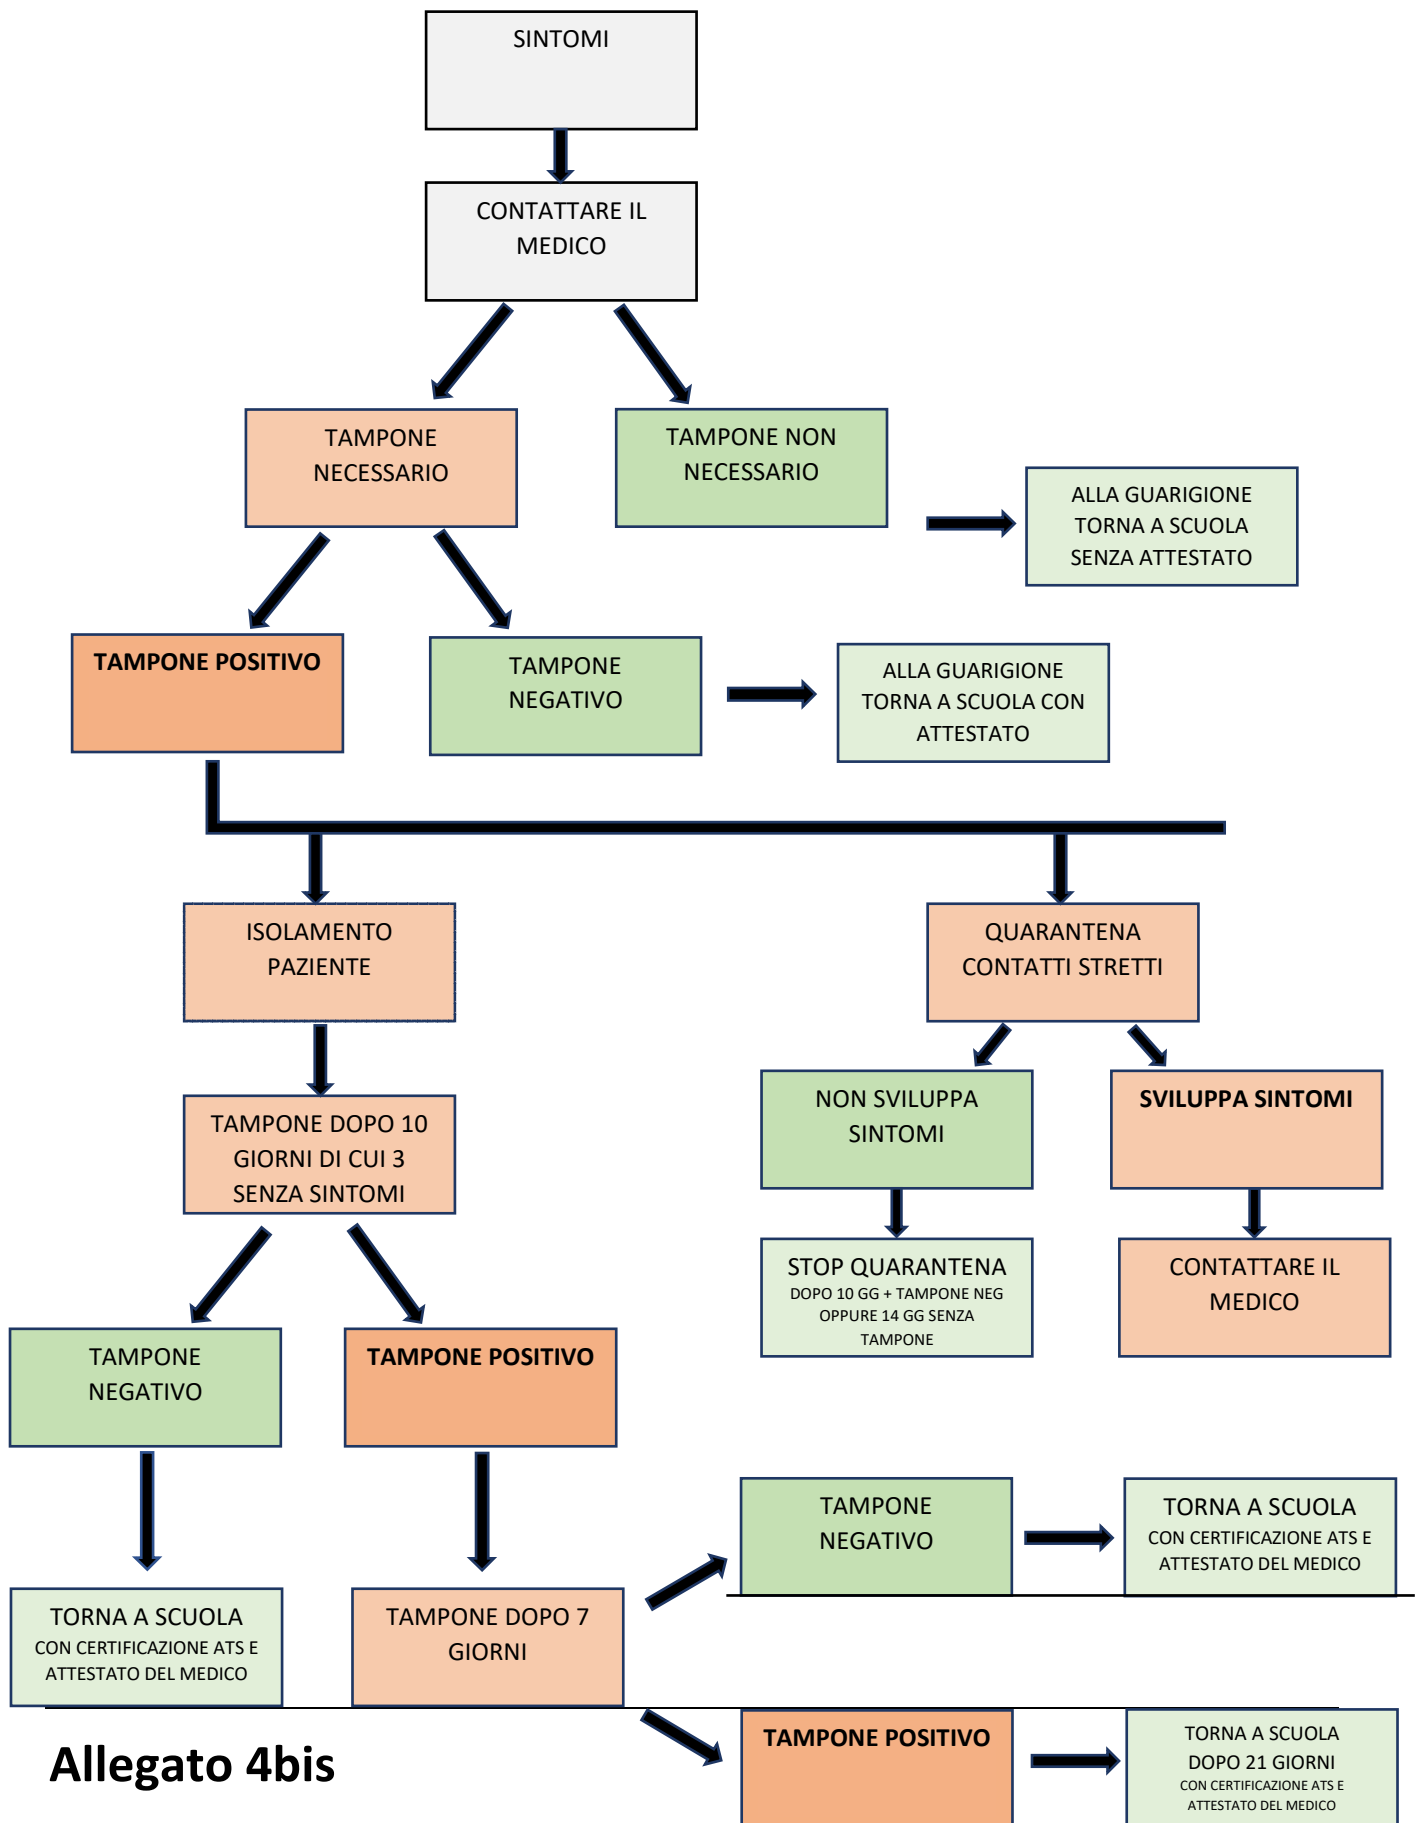 SINTOMI
CONTATTARE IL
MEDICO
TAMPONE
NECESSARIO
TAMPONE NON
NECESSARIO
ALLA GUARIGIONE
TORNA A SCUOLA
SENZA ATTESTATO
TAMPONE POSITIVO
TAMPONE
NEGATIVO
ALLA GUARIGIONE
TORNA A SCUOLA CON
ATTESTATO
ISOLAMENTO
PAZIENTE
QUARANTENA
CONTATTI STRETTI
TAMPONE DOPO 10
GIORNI DI CUI 3
SENZA SINTOMI
NON SVILUPPA
SINTOMI
SVILUPPA SINTOMI
STOP QUARANTENA
DOPO 10 GG + TAMPONE NEG
OPPURE 14 GG SENZA
TAMPONE
CONTATTARE IL
MEDICO
TAMPONE
NEGATIVO
TAMPONE POSITIVO
TAMPONE
NEGATIVO
TORNA A SCUOLA
CON CERTIFICAZIONE ATS E
ATTESTATO DEL MEDICO
TORNA A SCUOLA
CON CERTIFICAZIONE ATS E
ATTESTATO DEL MEDICO
TAMPONE DOPO 7
GIORNI
TAMPONE POSITIVO
TORNA A SCUOLA
DOPO 21 GIORNI
CON CERTIFICAZIONE ATS E
ATTESTATO DEL MEDICO
Allegato 4bis